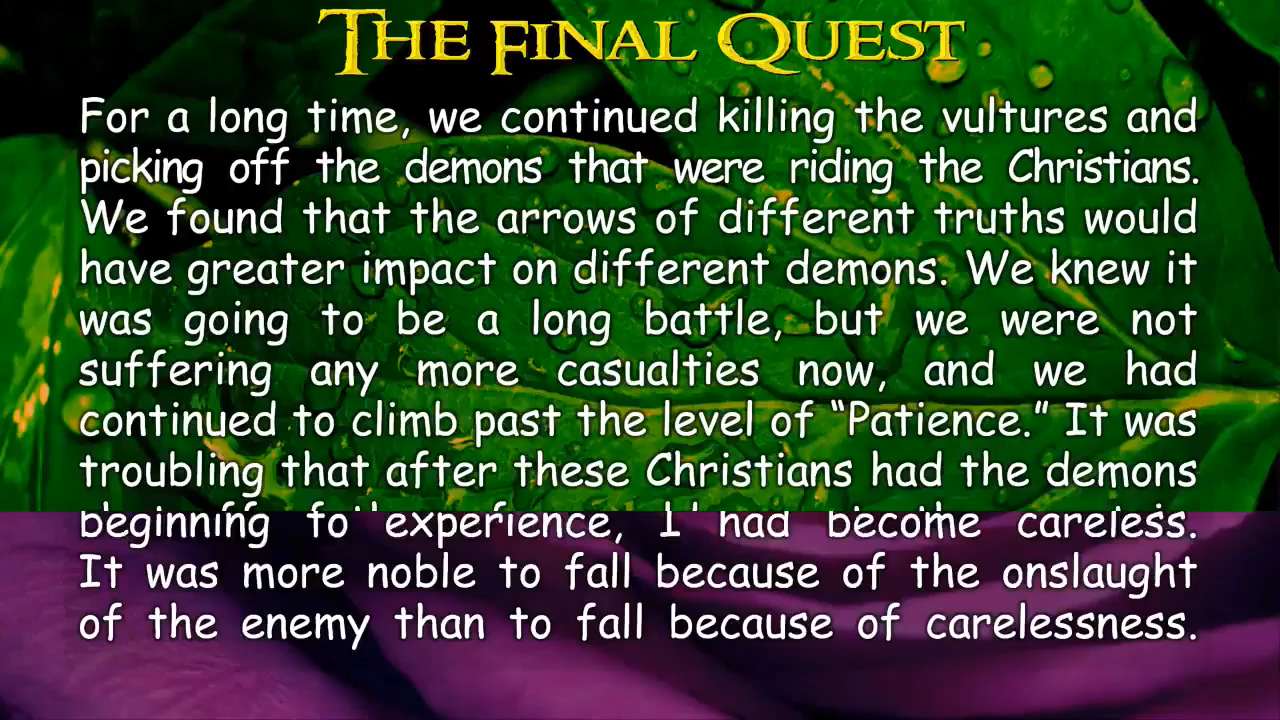 THE FINAL QUEST
For a long time, we continued killing the vultures and
picking off the demons that were riding the Christians.
We found that the arrows of different truths would
have greater impact on different demons. We knew it
was going to be a long battle, but we were not
suffering any more casualties now, and we had
continued to climb past the level of “Patience.” It was
troubling that after these Christians had the demons
beginning to experience, I had become careless.
It was more noble to fall because of the onslaught
of the enemy than to fall because of carelessness.